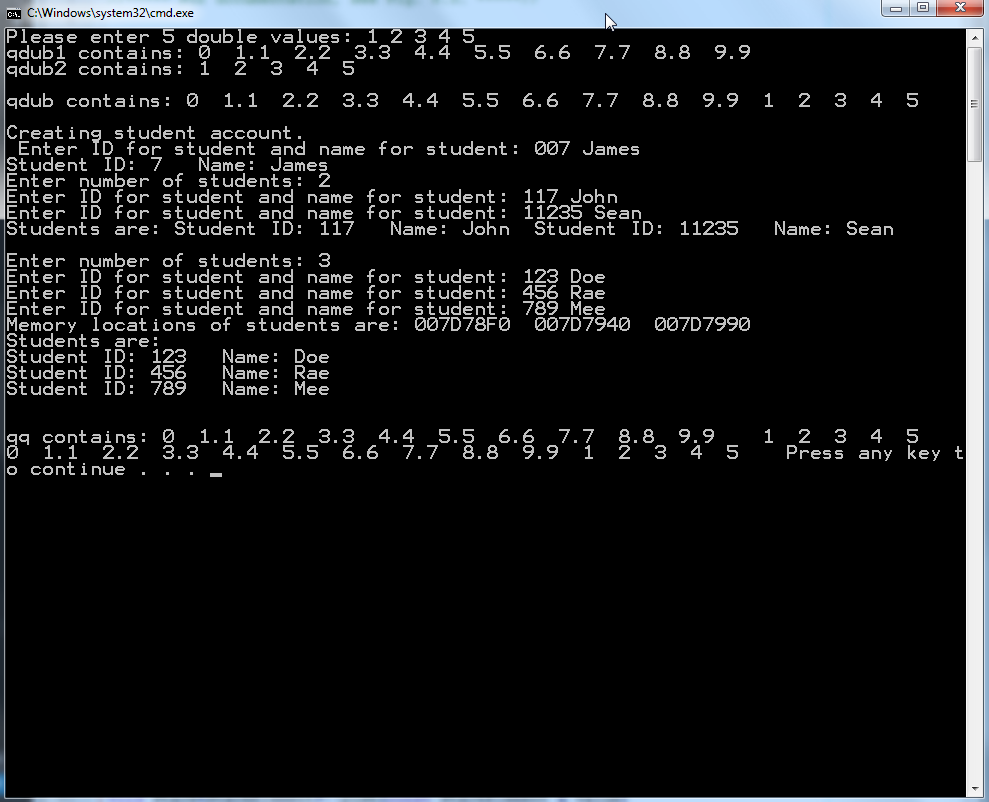 C:\Windows\system32\cmd.exe
Please enter 5 double values: 1 2 3 4 5
qdub1 contains: 0  1.1  2.2  3.3  4.4  5.5  6.6  7.7  8.8  9.9
qdub2 contains: 1  2  3  4  5
qdub contains: 0  1.1  2.2  3.3  4.4  5.5  6.6  7.7  8.8  9.9  1  2  3  4  5
Creating student account.
 Enter ID for student and name for student: 007 James
Student ID: 7   Name: James
Enter number of students: 2
Enter ID for student and name for student: 117 John
Enter ID for student and name for student: 11235 Sean
Students are: Student ID: 117   Name: John  Student ID: 11235   Name: Sean
Enter number of students: 3
Enter ID for student and name for student: 123 Doe
Enter ID for student and name for student: 456 Rae
Enter ID for student and name for student: 789 Mee
Memory locations of students are: 007D78F0  007D7940  007D7990
Students are:
Student ID: 123   Name: Doe
Student ID: 456   Name: Rae
Student ID: 789   Name: Mee
qq contains: 0  1.1  2.2  3.3  4.4  5.5  6.6  7.7  8.8  9.9    1  2  3  4  5
0  1.1  2.2  3.3  4.4  5.5  6.6  7.7  8.8  9.9  1  2  3  4  5    Press any key t
o continue . . .